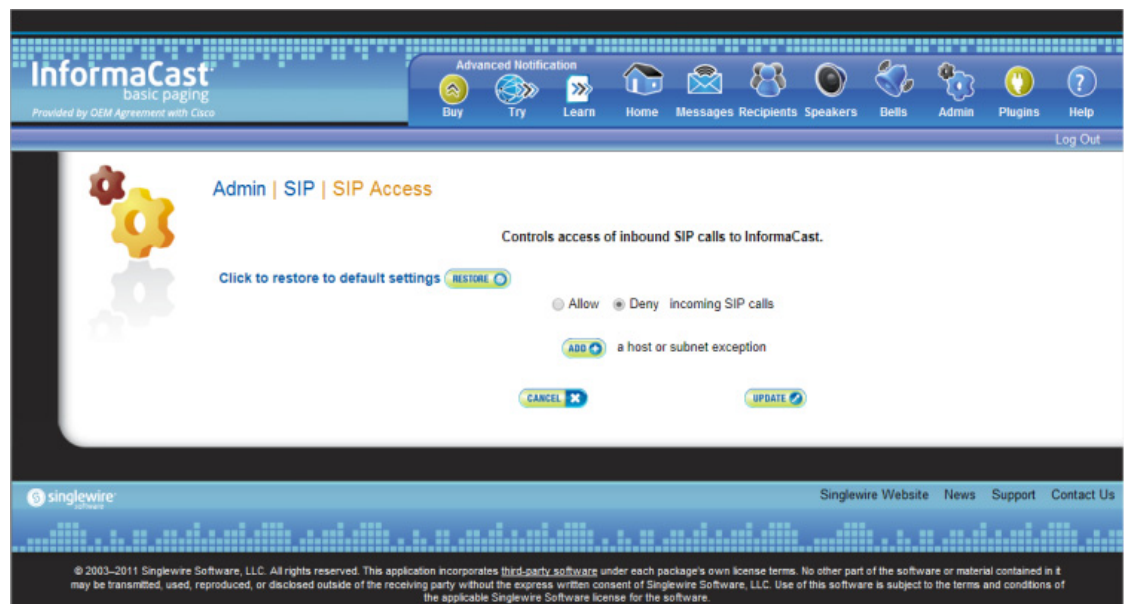 InformaCast
basic paging
Provided by OEM Agreement with Cisco
Advanced Notification
Buy Try Learn Home Messages Recipients Speakers Bells Admin Plugins Help
Log Out
Admin | SIP | SIP Access
Controls access of inbound SIP calls to InformaCast.
Click to restore to default settings RESTORE
Allow Deny incoming SIP calls
ADD a host or subnet exception
CANCEL UPDATE
singlewire
software
Singlewire Website News Support Contact Us
© 2003–2011 Singlewire Software, LLC. All rights reserved. This application incorporates third-party software under each package's own license terms. No other part of the software or material contained in it
may be transmitted, used, reproduced, or disclosed outside of the receiving party without the express written consent of Singlewire Software, LLC. Use of this software is subject to the terms and conditions of
the applicable Singlewire Software license for the software.